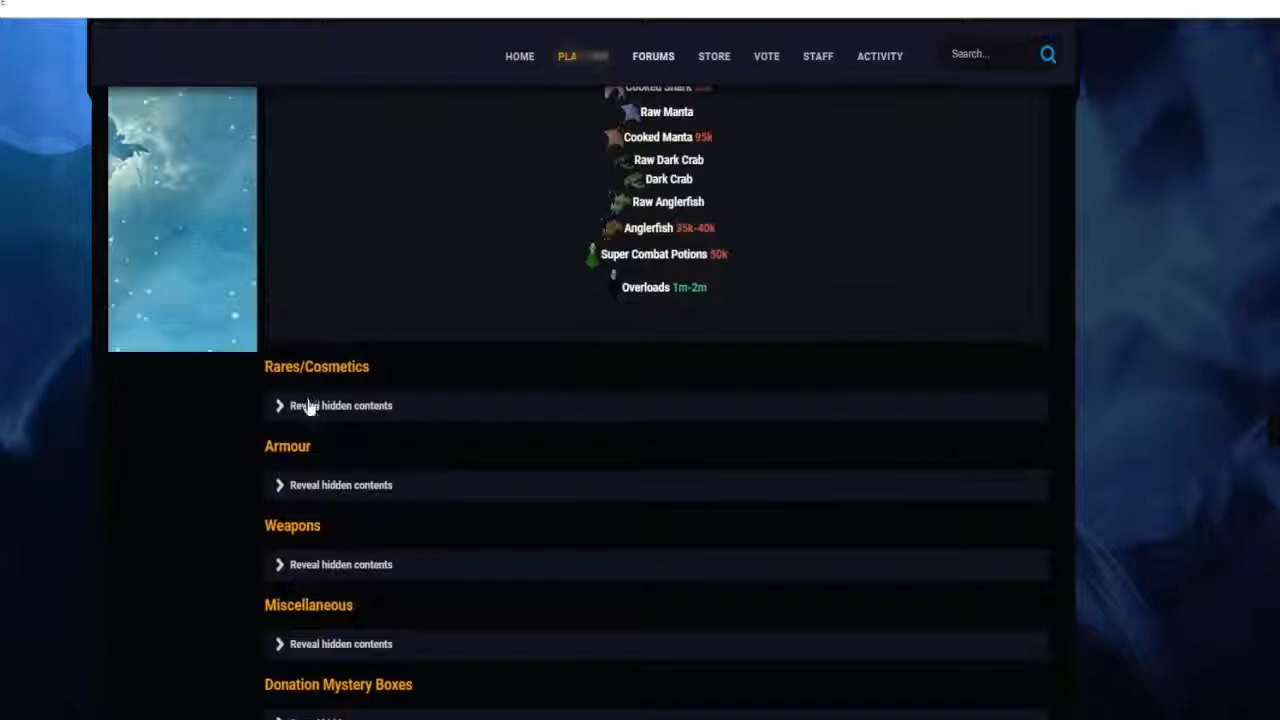 HOME
FORUMS
STORE
VOTE
STAFF
ACTIVITY
Search...
Cooked Shark
Raw Manta
Cooked Manta 95k
Raw Dark Crab
Dark Crab
Raw Anglerfish
Anglerfish 35k-40k
Super Combat Potions 50k
Overloads 1m-2m
Rares/Cosmetics
Reveal hidden contents
Armour
Reveal hidden contents
Weapons
Reveal hidden contents
Miscellaneous
Reveal hidden contents
Donation Mystery Boxes